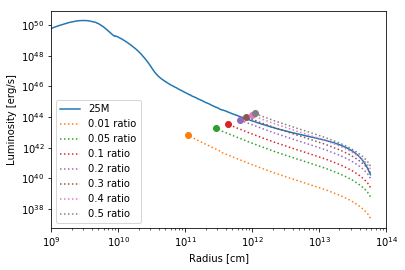 10^50
10^48
10^46
10^44
10^42
10^40
10^38
Luminosity [erg/s]
25M
0.01 ratio
0.05 ratio
0.1 ratio
0.2 ratio
0.3 ratio
0.4 ratio
0.5 ratio
10^9
10^10
10^11
10^12
10^13
10^14
Radius [cm]